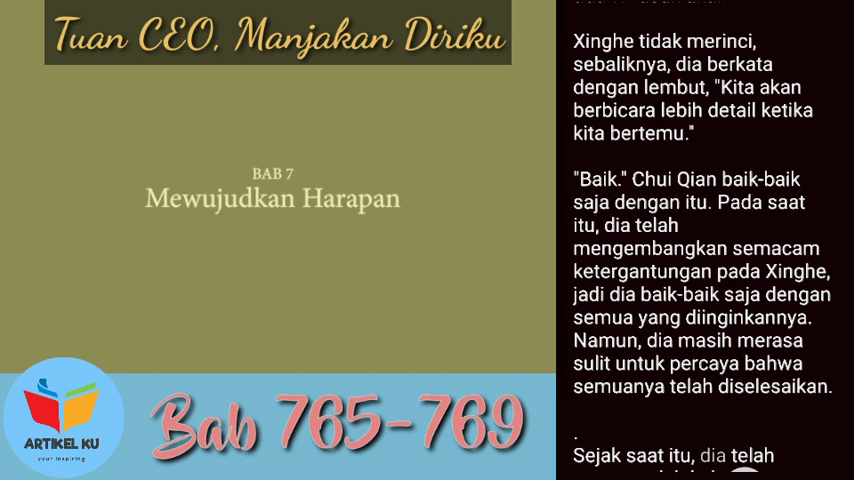 Tuan CEO, Manjakan Diriku
BAB 7
Mewujudkan Harapan
ARTIKEL KU
your inspiring
Bab 765-769
Xinghe tidak merinci,
sebaliknya, dia berkata
dengan lembut, "Kita akan
berbicara lebih detail ketika
kita bertemu."
"Baik." Chui Qian baik-baik
saja dengan itu. Pada saat
itu, dia telah
mengembangkan semacam
ketergantungan pada Xinghe,
jadi dia baik-baik saja dengan
semua yang diinginkannya.
Namun, dia masih merasa
sulit untuk percaya bahwa
semuanya telah diselesaikan.
.
Sejak saat itu, dia telah